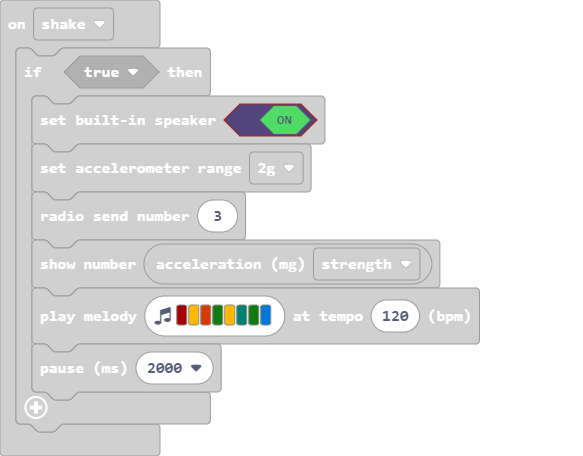 on shake
if true then
set built-in speaker ON
set accelerometer range 2g
radio send number 3
show number acceleration (mg) strength
play melody at tempo 120 (bpm)
pause (ms) 2000